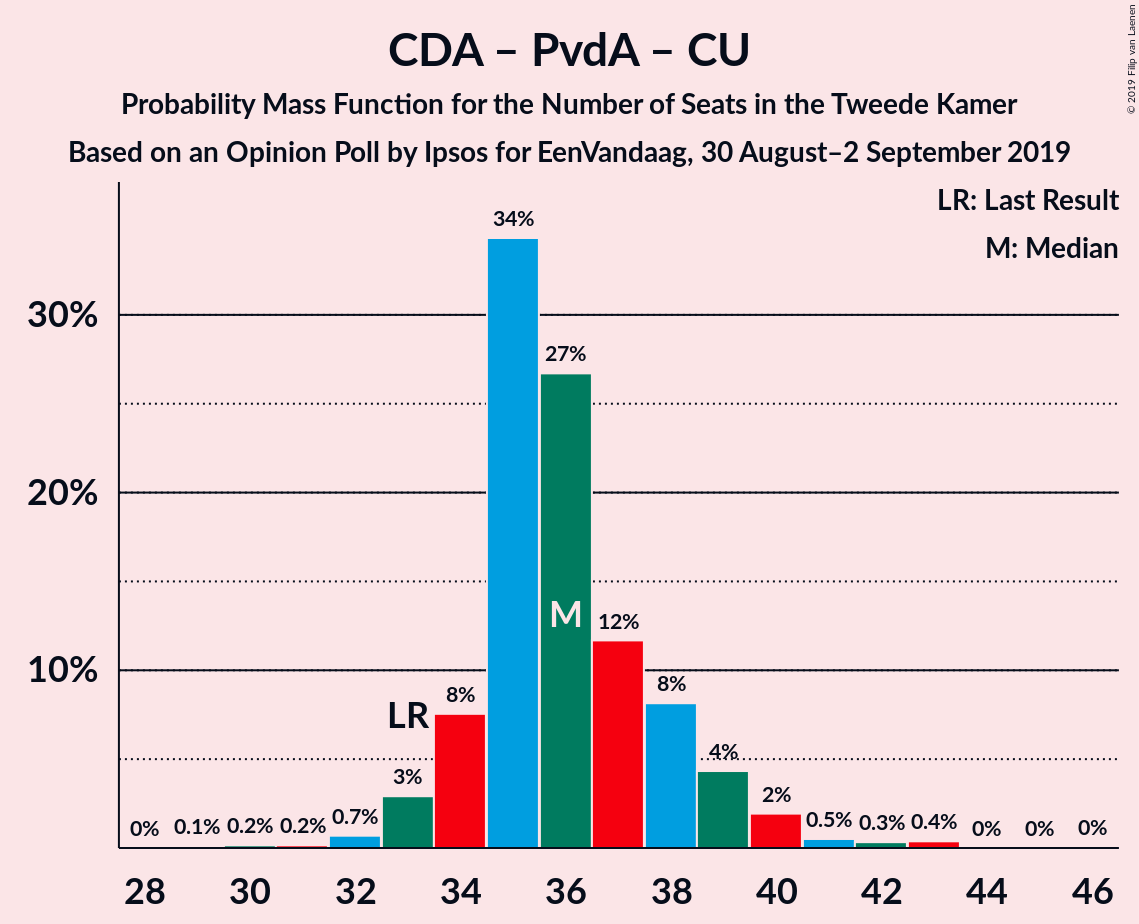 CDA – PvdA – CU
Probability Mass Function for the Number of Seats in the Tweede Kamer
Based on an Opinion Poll by Ipsos for EenVandaag, 30 August–2 September 2019
© 2019 Filip van Laenen
LR: Last Result
M: Median
34%
30%
27%
20%
M
12%
10%
8%
8%
LR
4%
3%
2%
0% 0.1% 0.2% 0.2% 0.7% 0.5% 0.3% 0.4% 0% 0% 0%
28 30 32 34 36 38 40 42 44 46